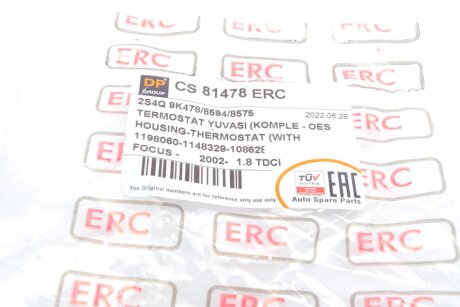 ERC
ERC
ERC
DP
GROUP
CS 81478 ERC
2S4Q 9K478/8594/8575
2022.06.28
TERMOSTAT YUVASI (KOMPLE - OES
HOUSING-THERMOSTAT (WITH
1198060-1148329-10862
FOCUS - 2002- 1.8 TDCI
The Original numbers are for reference only use only
TÜV
AUSTRIA
EAC
Auto Spare Parts
ERC
ERC
ERC
ERC
ERC
ERC
ERC
ERC
ERC